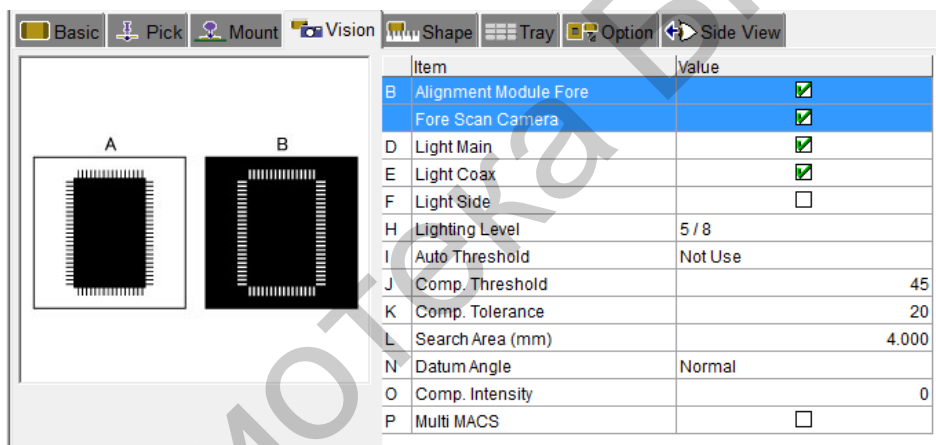 Basic Pick Mount Vision Shape Tray Option Side View
Item Value
B Alignment Module Fore
Fore Scan Camera
D Light Main
E Light Coax
F Light Side
H Lighting Level 5 / 8
I Auto Threshold Not Use
J Comp. Threshold 45
K Comp. Tolerance 20
L Search Area (mm) 4.000
N Datum Angle Normal
O Comp. Intensity 0
P Multi MACS
A B